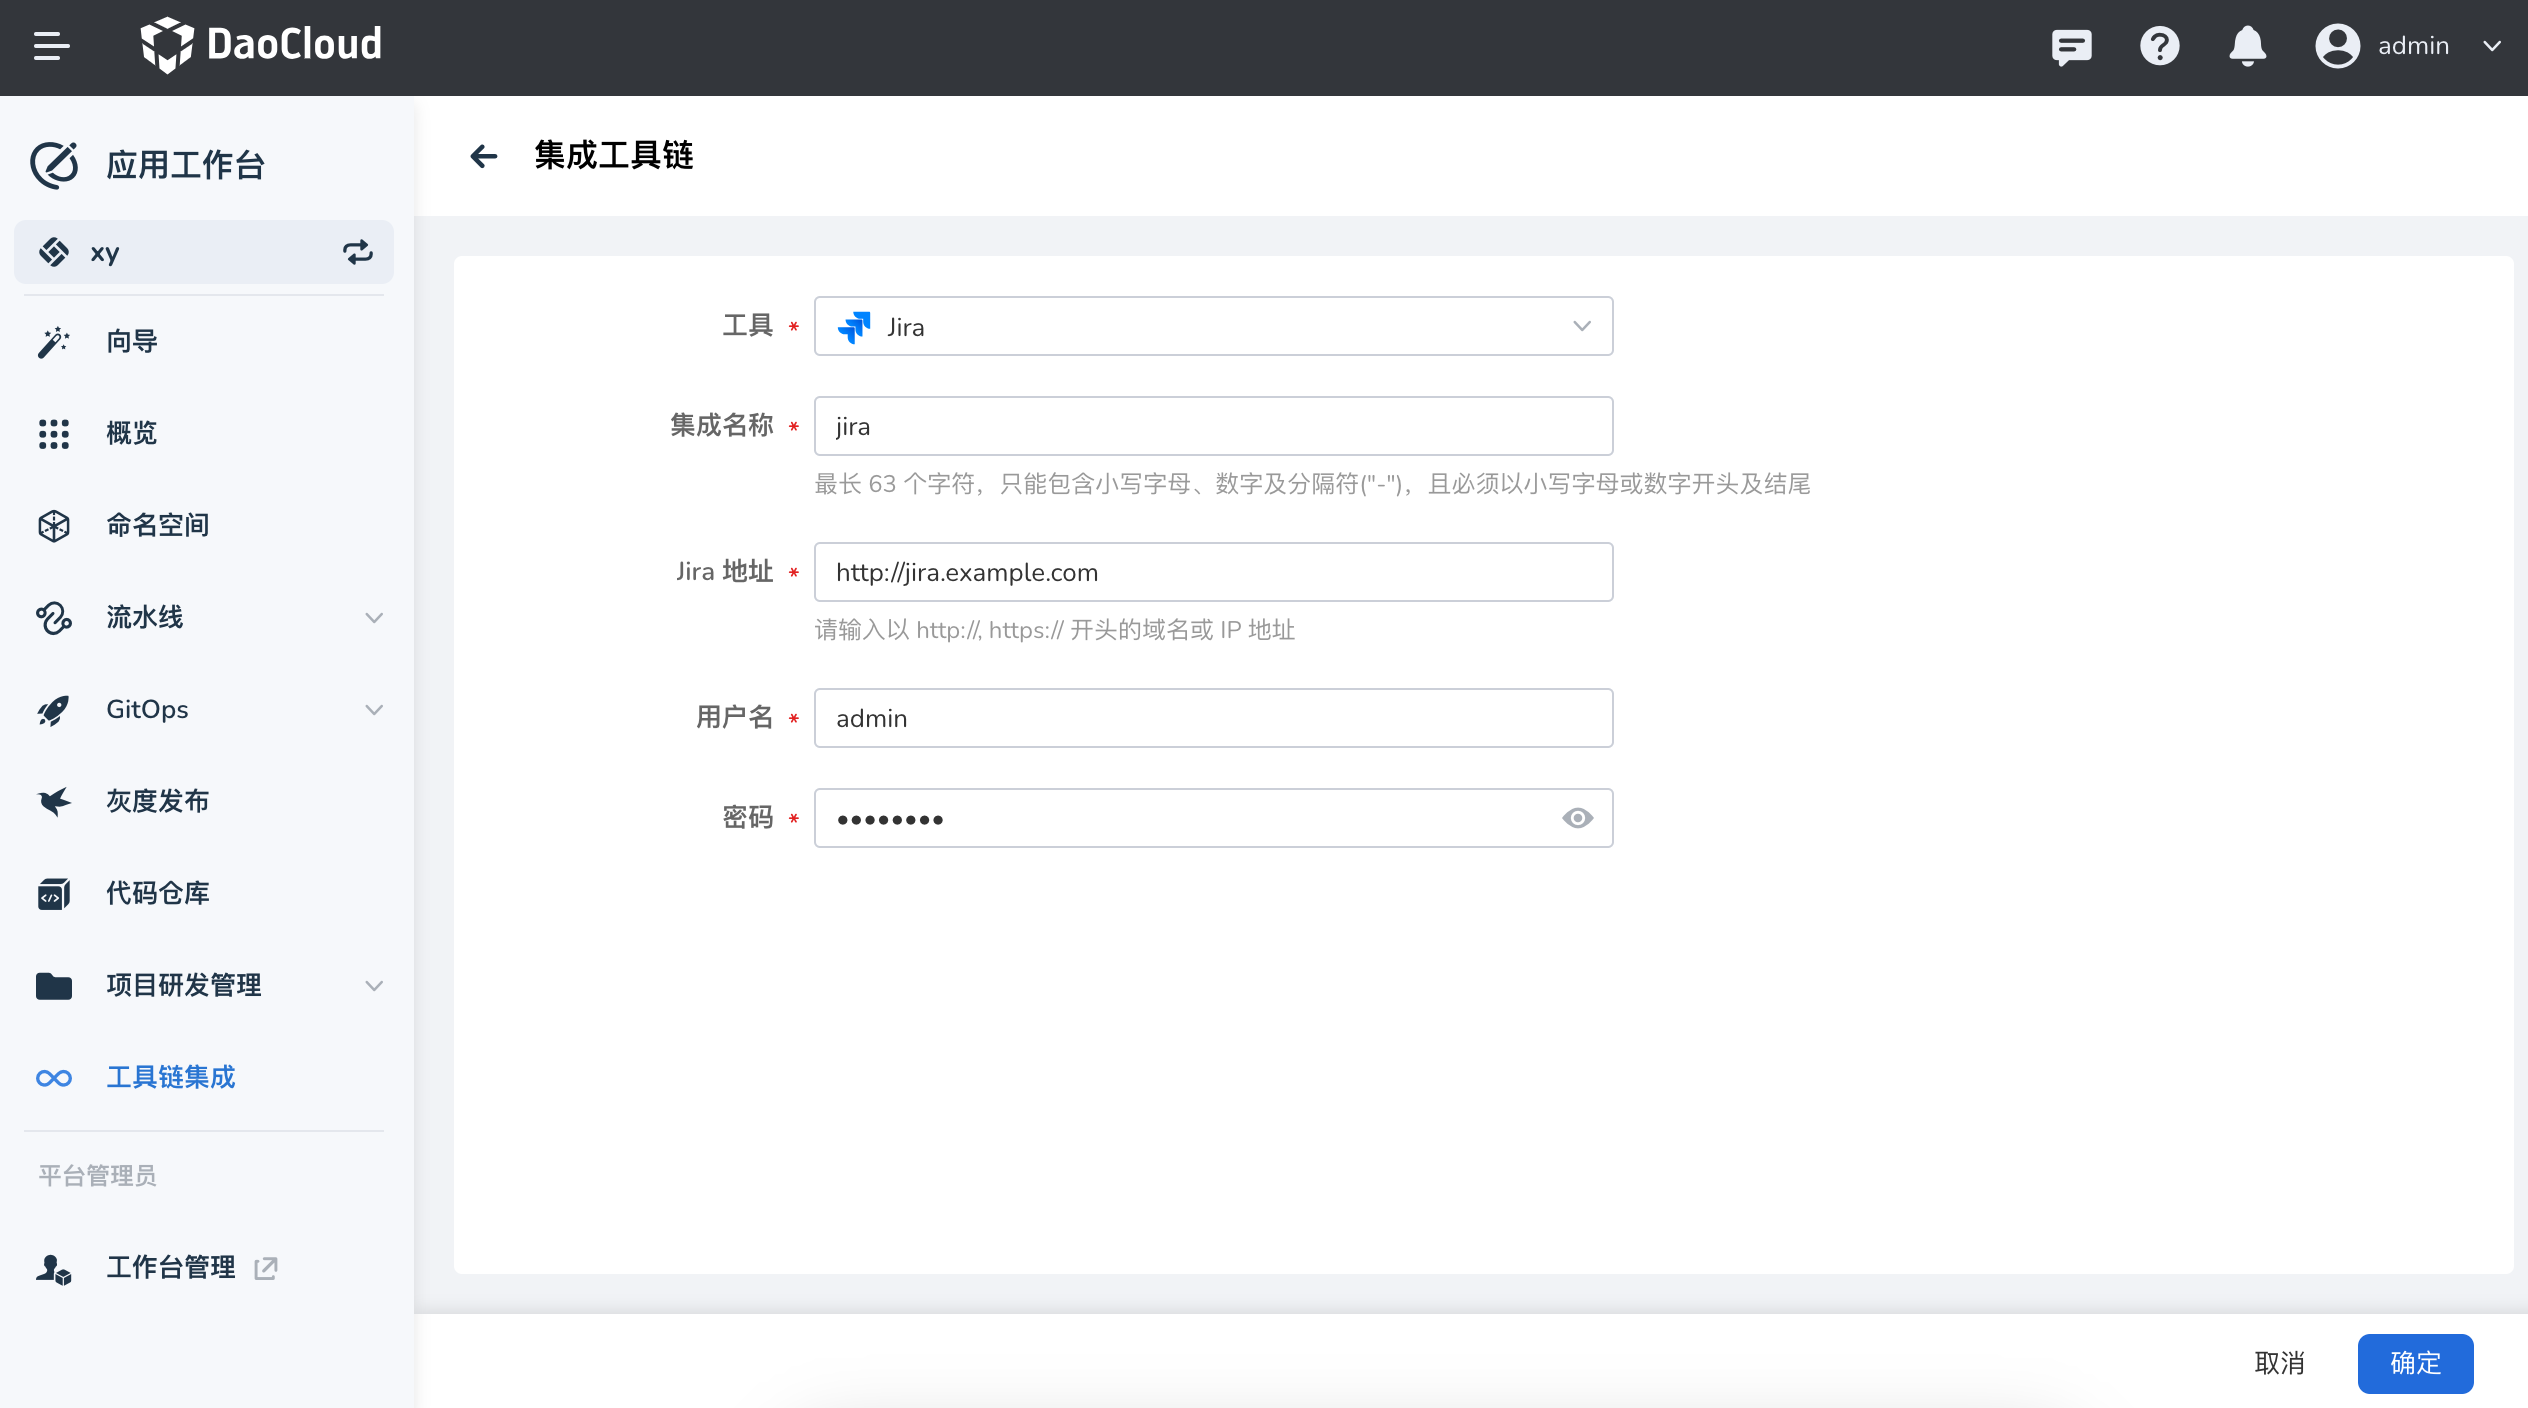 DaoCloud
admin
应用工作台
xy
向导
概览
命名空间
流水线
GitOps
灰度发布
代码仓库
项目研发管理
工具链集成
平台管理员
工作台管理
集成工具链
工具 * Jira
集成名称 * jira
最长 63 个字符，只能包含小写字母、数字及分隔符("-")，且必须以小写字母或数字开头及结尾
Jira 地址 * http://jira.example.com
请输入以 http://, https:// 开头的域名或 IP 地址
用户名 * admin
密码 * ••••••••
取消 确定